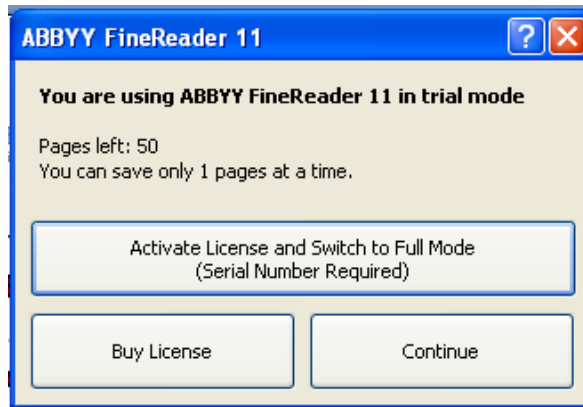 ABBYY FineReader 11
?
You are using ABBYY FineReader 11 in trial mode
Pages left: 50
You can save only 1 pages at a time.
Activate License and Switch to Full Mode
(Serial Number Required)
Buy License
Continue